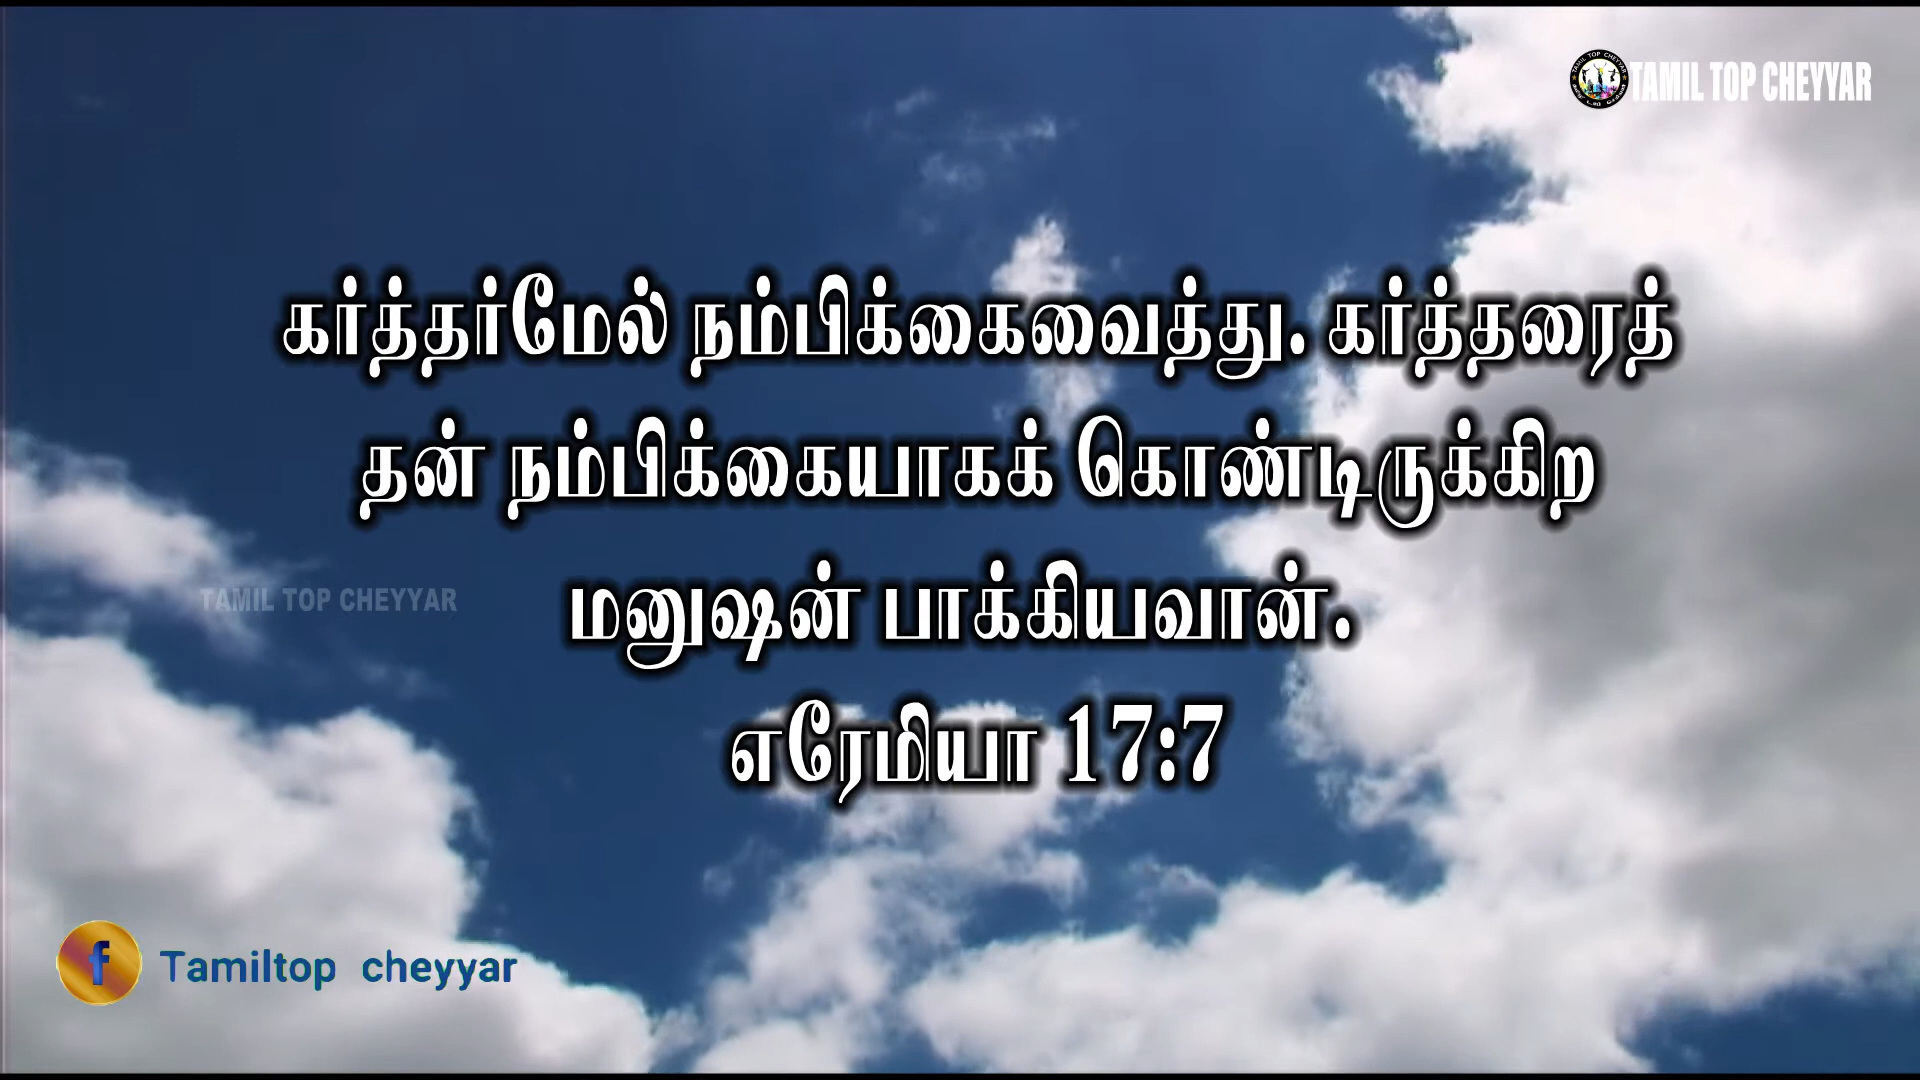 TAMIL TOP CHEYYAR
கர்த்தர்மேல் நம்பிக்கைவைத்து. கர்த்தரைத்
தன் நம்பிக்கையாகக் கொண்டிருக்கிற
மனுஷன் பாக்கியவான்.
எரேமியா 17:7
TAMIL TOP CHEYYAR
f Tamiltop cheyyar